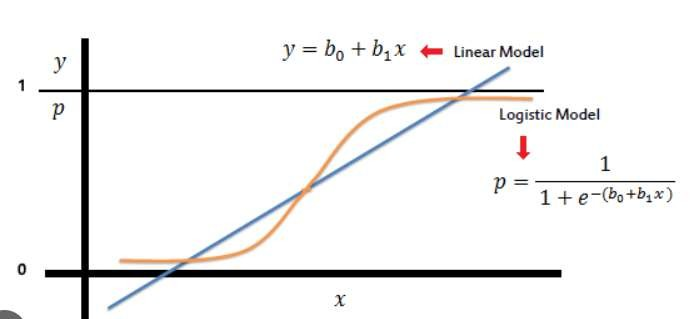 y = b₀ + b₁x
Linear Model
y
1
p
Logistic Model
p = 1 / (1 + e^−(b₀+b₁x))
0
x